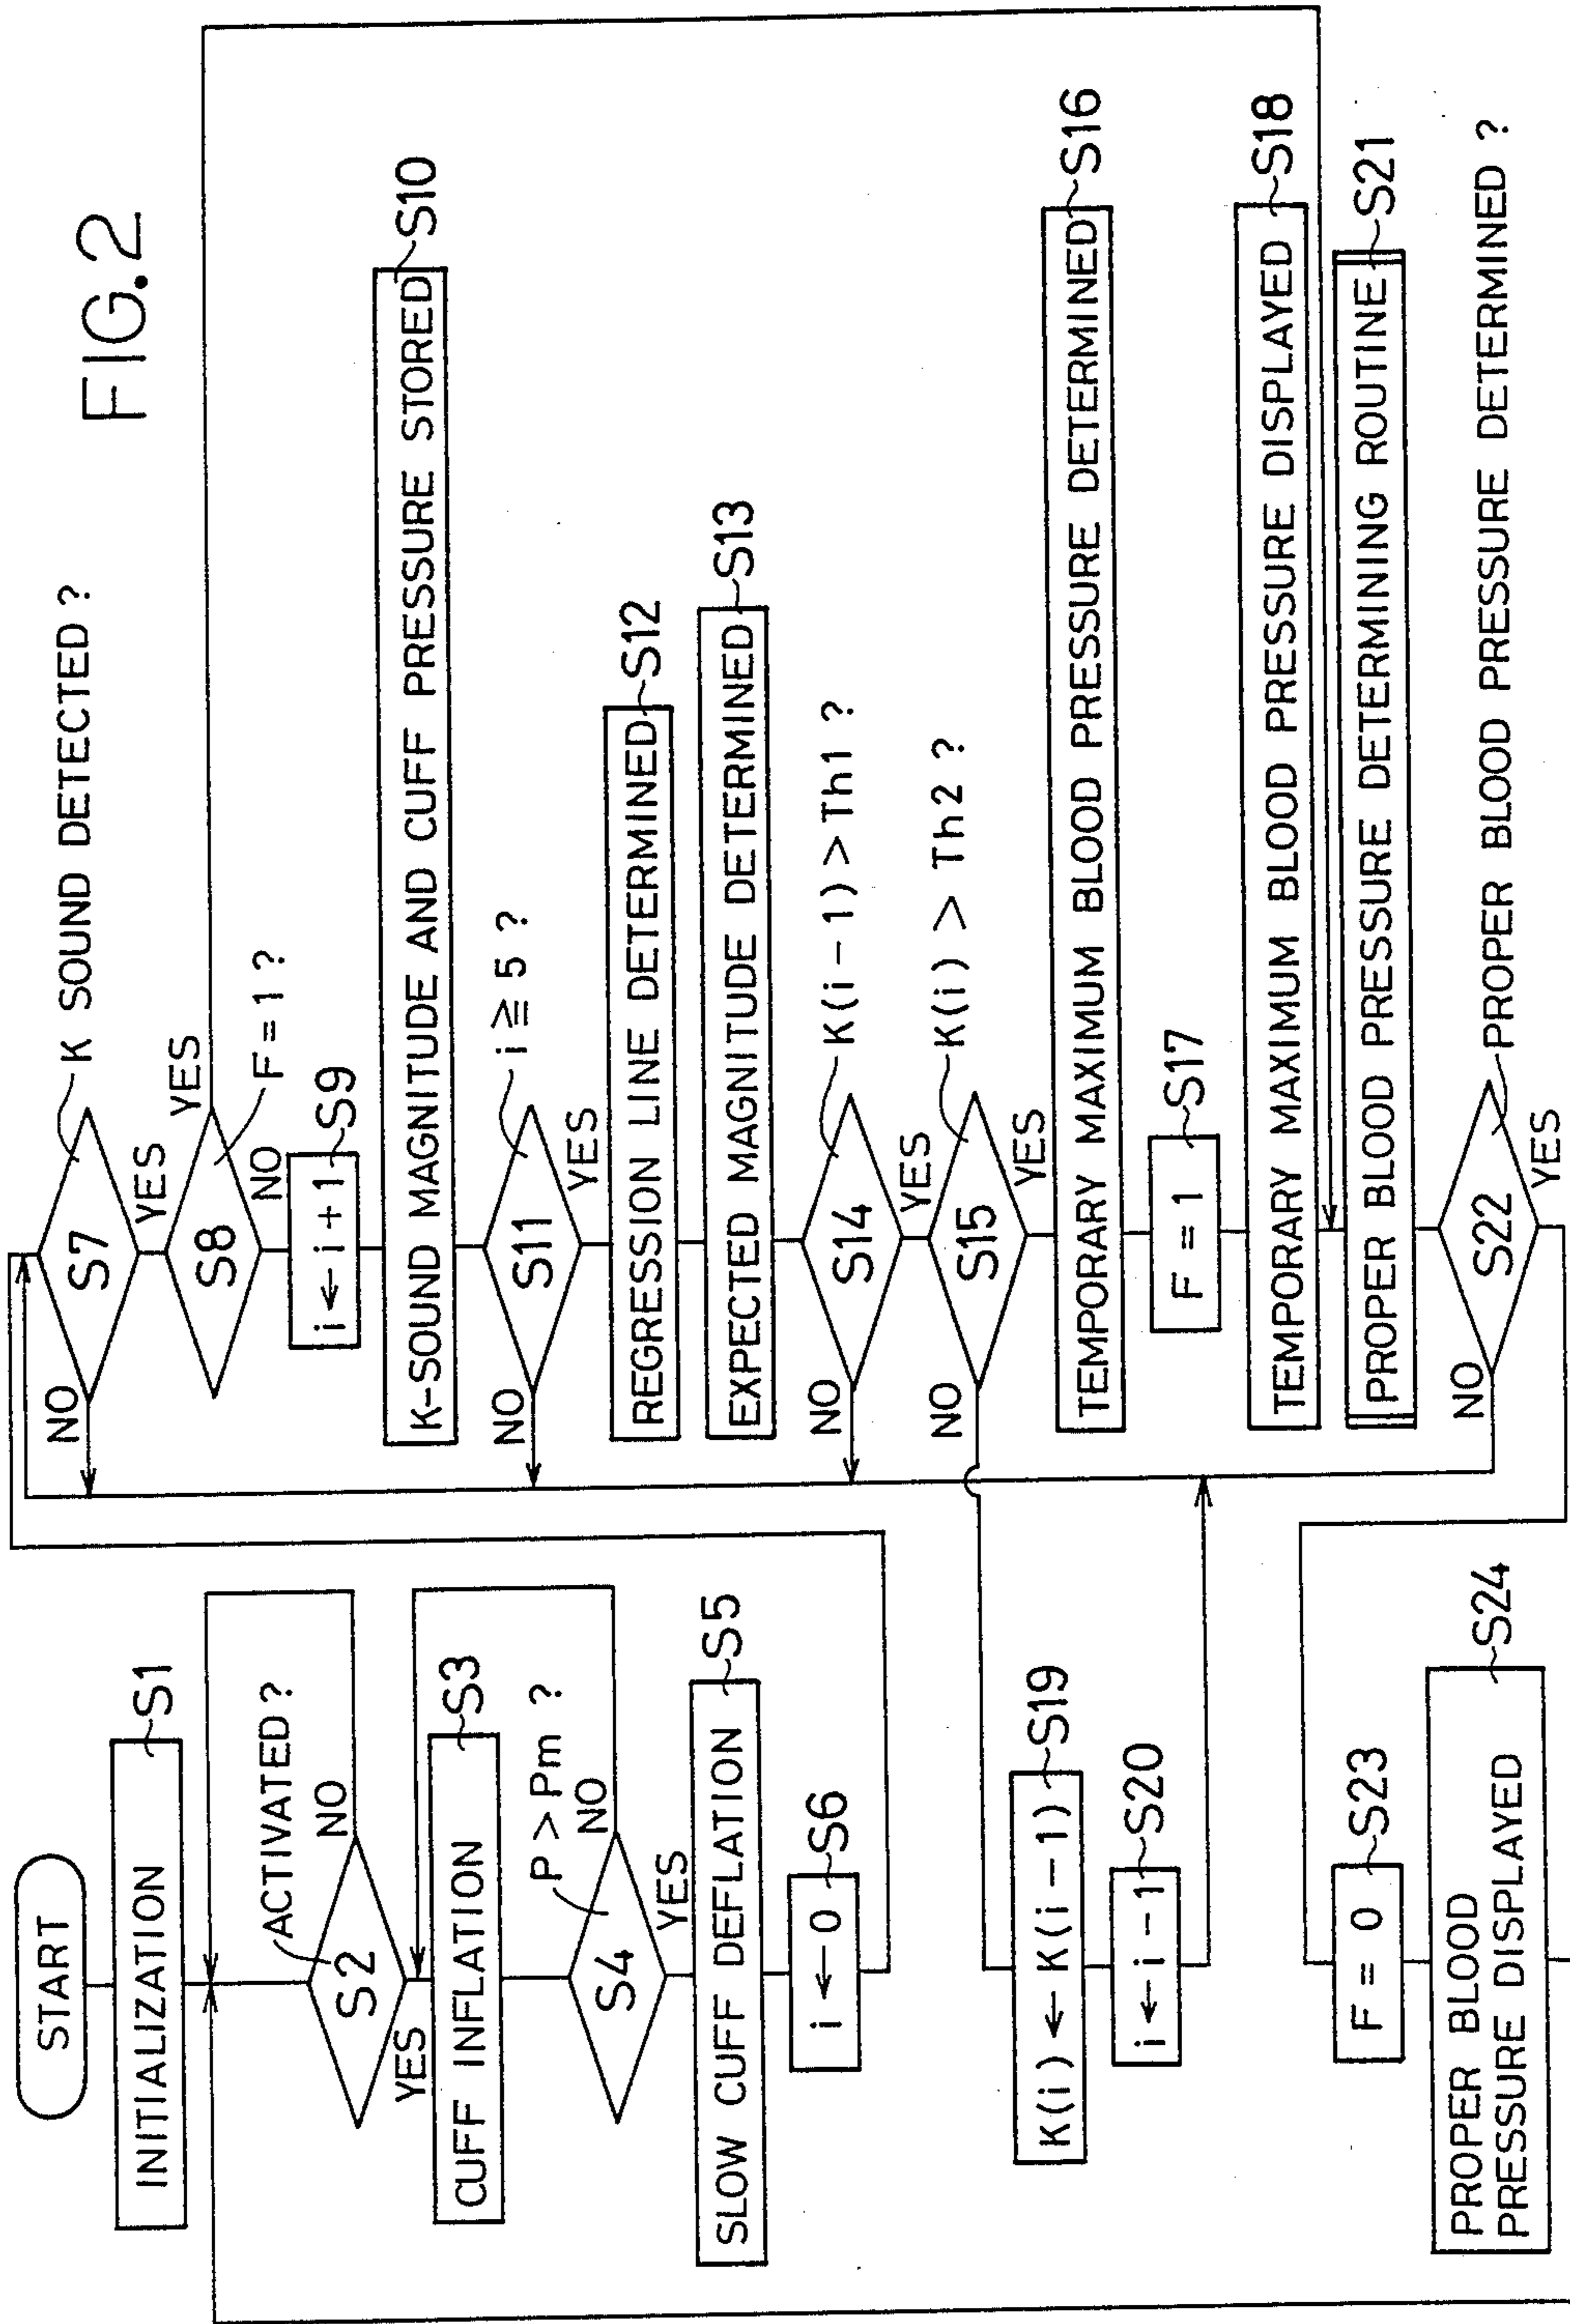 FIG.2
START
INITIALIZATION
S1
ACTIVATED?
S2
NO
YES
CUFF INFLATION
S3
P>Pm ?
S4
NO
YES
SLOW CUFF DEFLATION
S5
i←0
S6
K SOUND DETECTED ?
S7
NO
YES
F=1 ?
S8
YES
NO
i←i+1
S9
K-SOUND MAGNITUDE AND CUFF PRESSURE STORED
S10
i≧5 ?
S11
NO
YES
REGRESSION LINE DETERMINED
S12
EXPECTED MAGNITUDE DETERMINED
S13
K(i-1)>Th1 ?
S14
NO
YES
K(i)>Th2 ?
S15
NO
YES
TEMPORARY MAXIMUM BLOOD PRESSURE DETERMINED
S16
F=1
S17
TEMPORARY MAXIMUM BLOOD PRESSURE DISPLAYED
S18
K(i)←K(i-1)
S19
i←i-1
S20
PROPER BLOOD PRESSURE DETERMINING ROUTINE
S21
PROPER BLOOD PRESSURE DETERMINED ?
S22
NO
YES
F=0
S23
PROPER BLOOD
PRESSURE DISPLAYED
S24